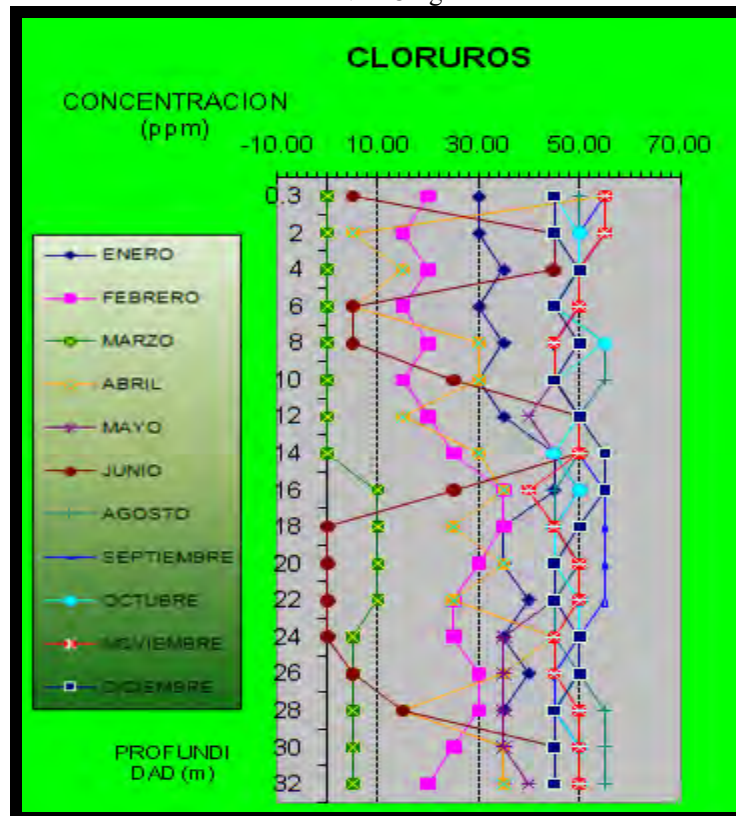 CLORUROS
CONCENTRACION
(ppm)
-10.00 10.00 30.00 50.00 70.00
0.3
2
4
6
8
10
12
14
16
18
20
22
24
26
28
30
32
ENERO
FEBRERO
MARZO
ABRIL
MAYO
JUNIO
AGOSTO
SEPTIEMBRE
OCTUBRE
NOVIEMBRE
DICIEMBRE
PROFUNDI
DAD (m)